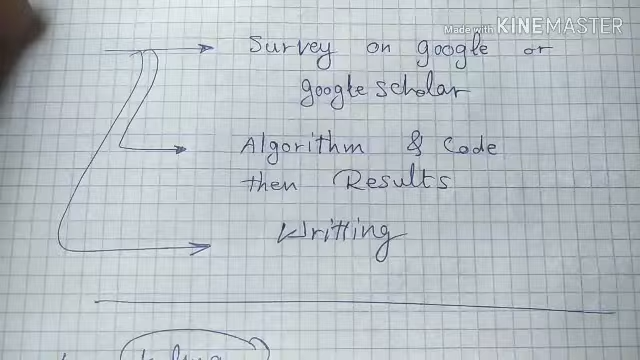 Made with KINEMASTER
Survey on google or
google scholar
Algorithm & Code
then Results
Writting